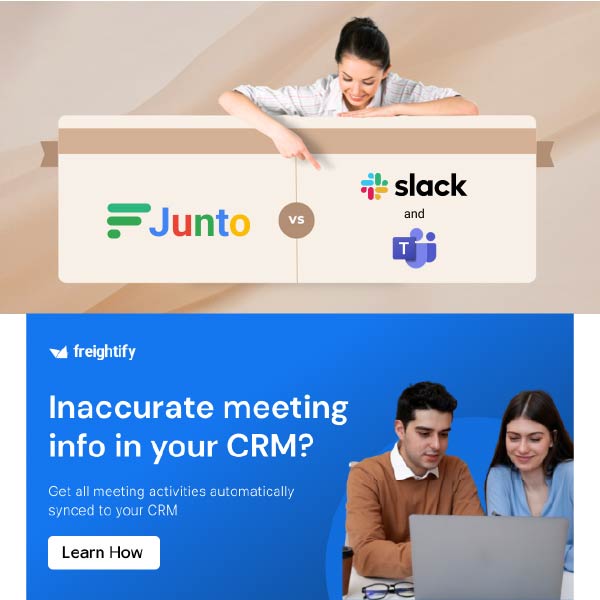 Junto
vs
slack
and
T
freightify
Inaccurate meeting
info in your CRM?
Get all meeting activities automatically
synced to your CRM
Learn How